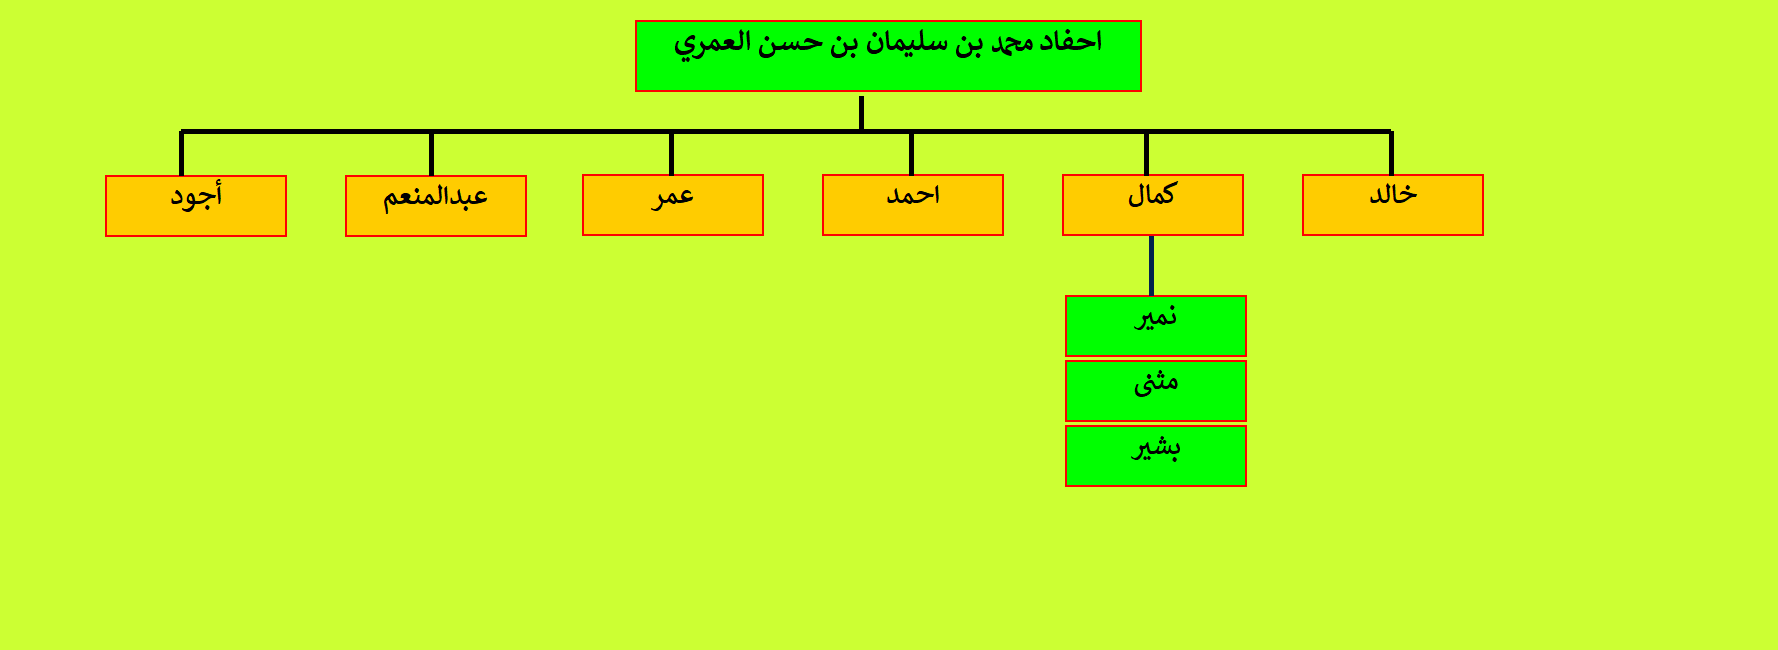 احفاد محمد بن سليمان بن حسن العمري
خالد
كمال
احمد
عمر
عبدالمنعم
أجود
نمير
مثنى
بشير